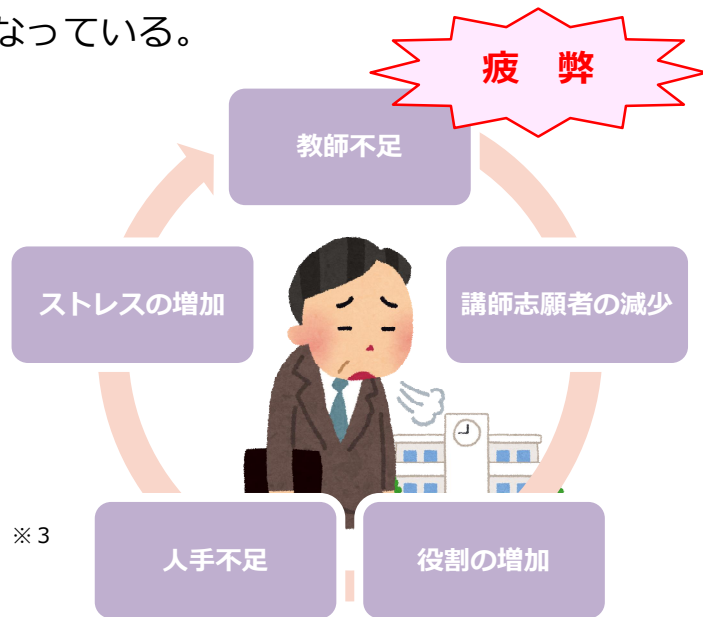 なっている。
疲 弊
教師不足
ストレスの増加
講師志願者の減少
※３
人手不足
役割の増加